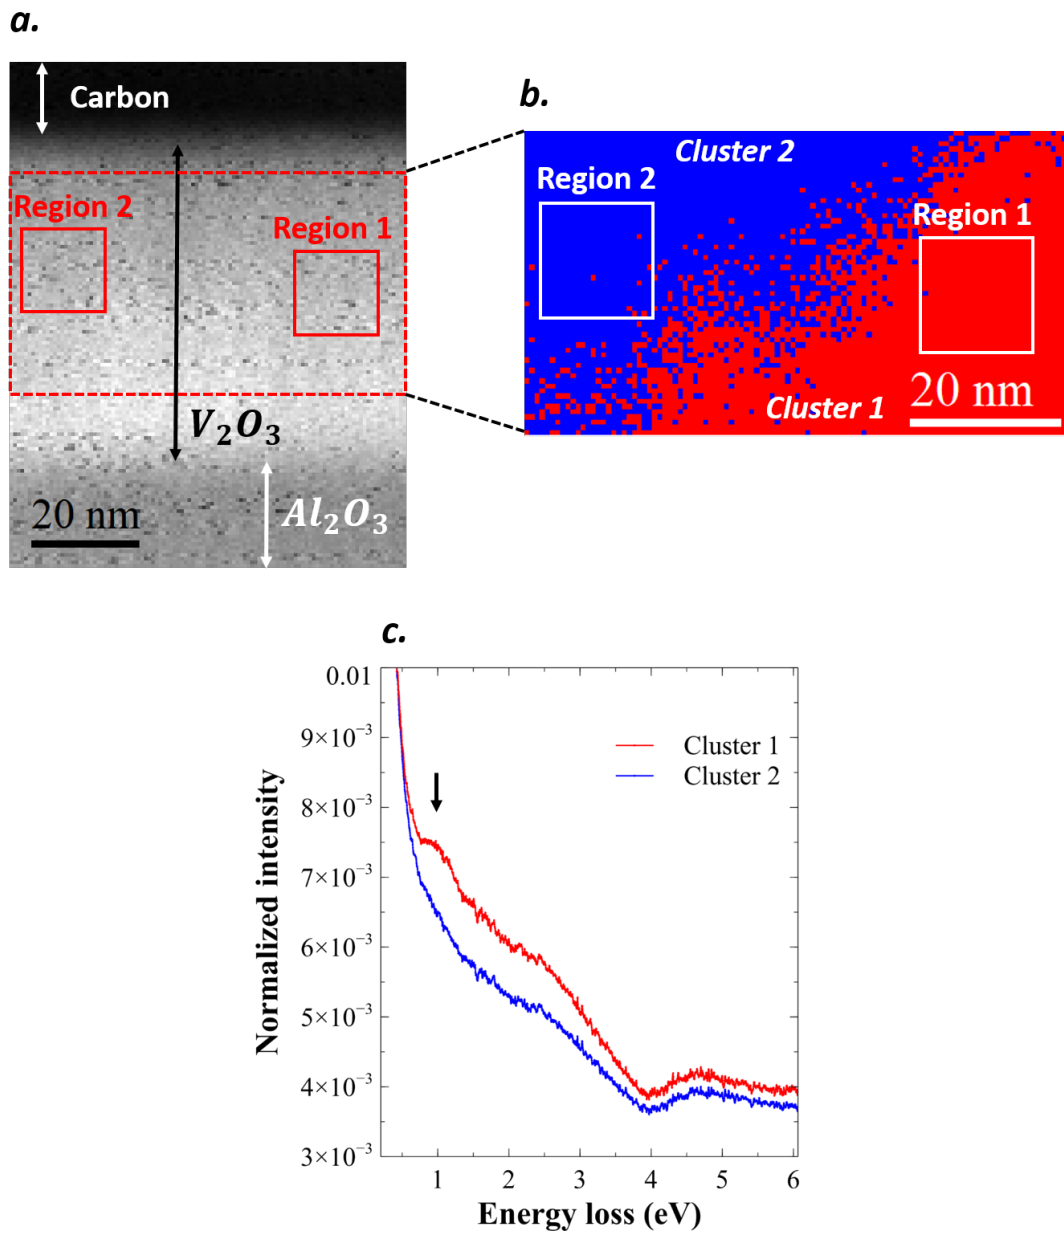 a.
Carbon
Region 2
Region 1
V₂O₃
Al₂O₃
20 nm
b.
Cluster 2
Region 2
Region 1
Cluster 1
20 nm
c.
0.01
9×10⁻³
8×10⁻³
7×10⁻³
6×10⁻³
5×10⁻³
4×10⁻³
3×10⁻³
Normalized intensity
Cluster 1
Cluster 2
1 2 3 4 5 6
Energy loss (eV)